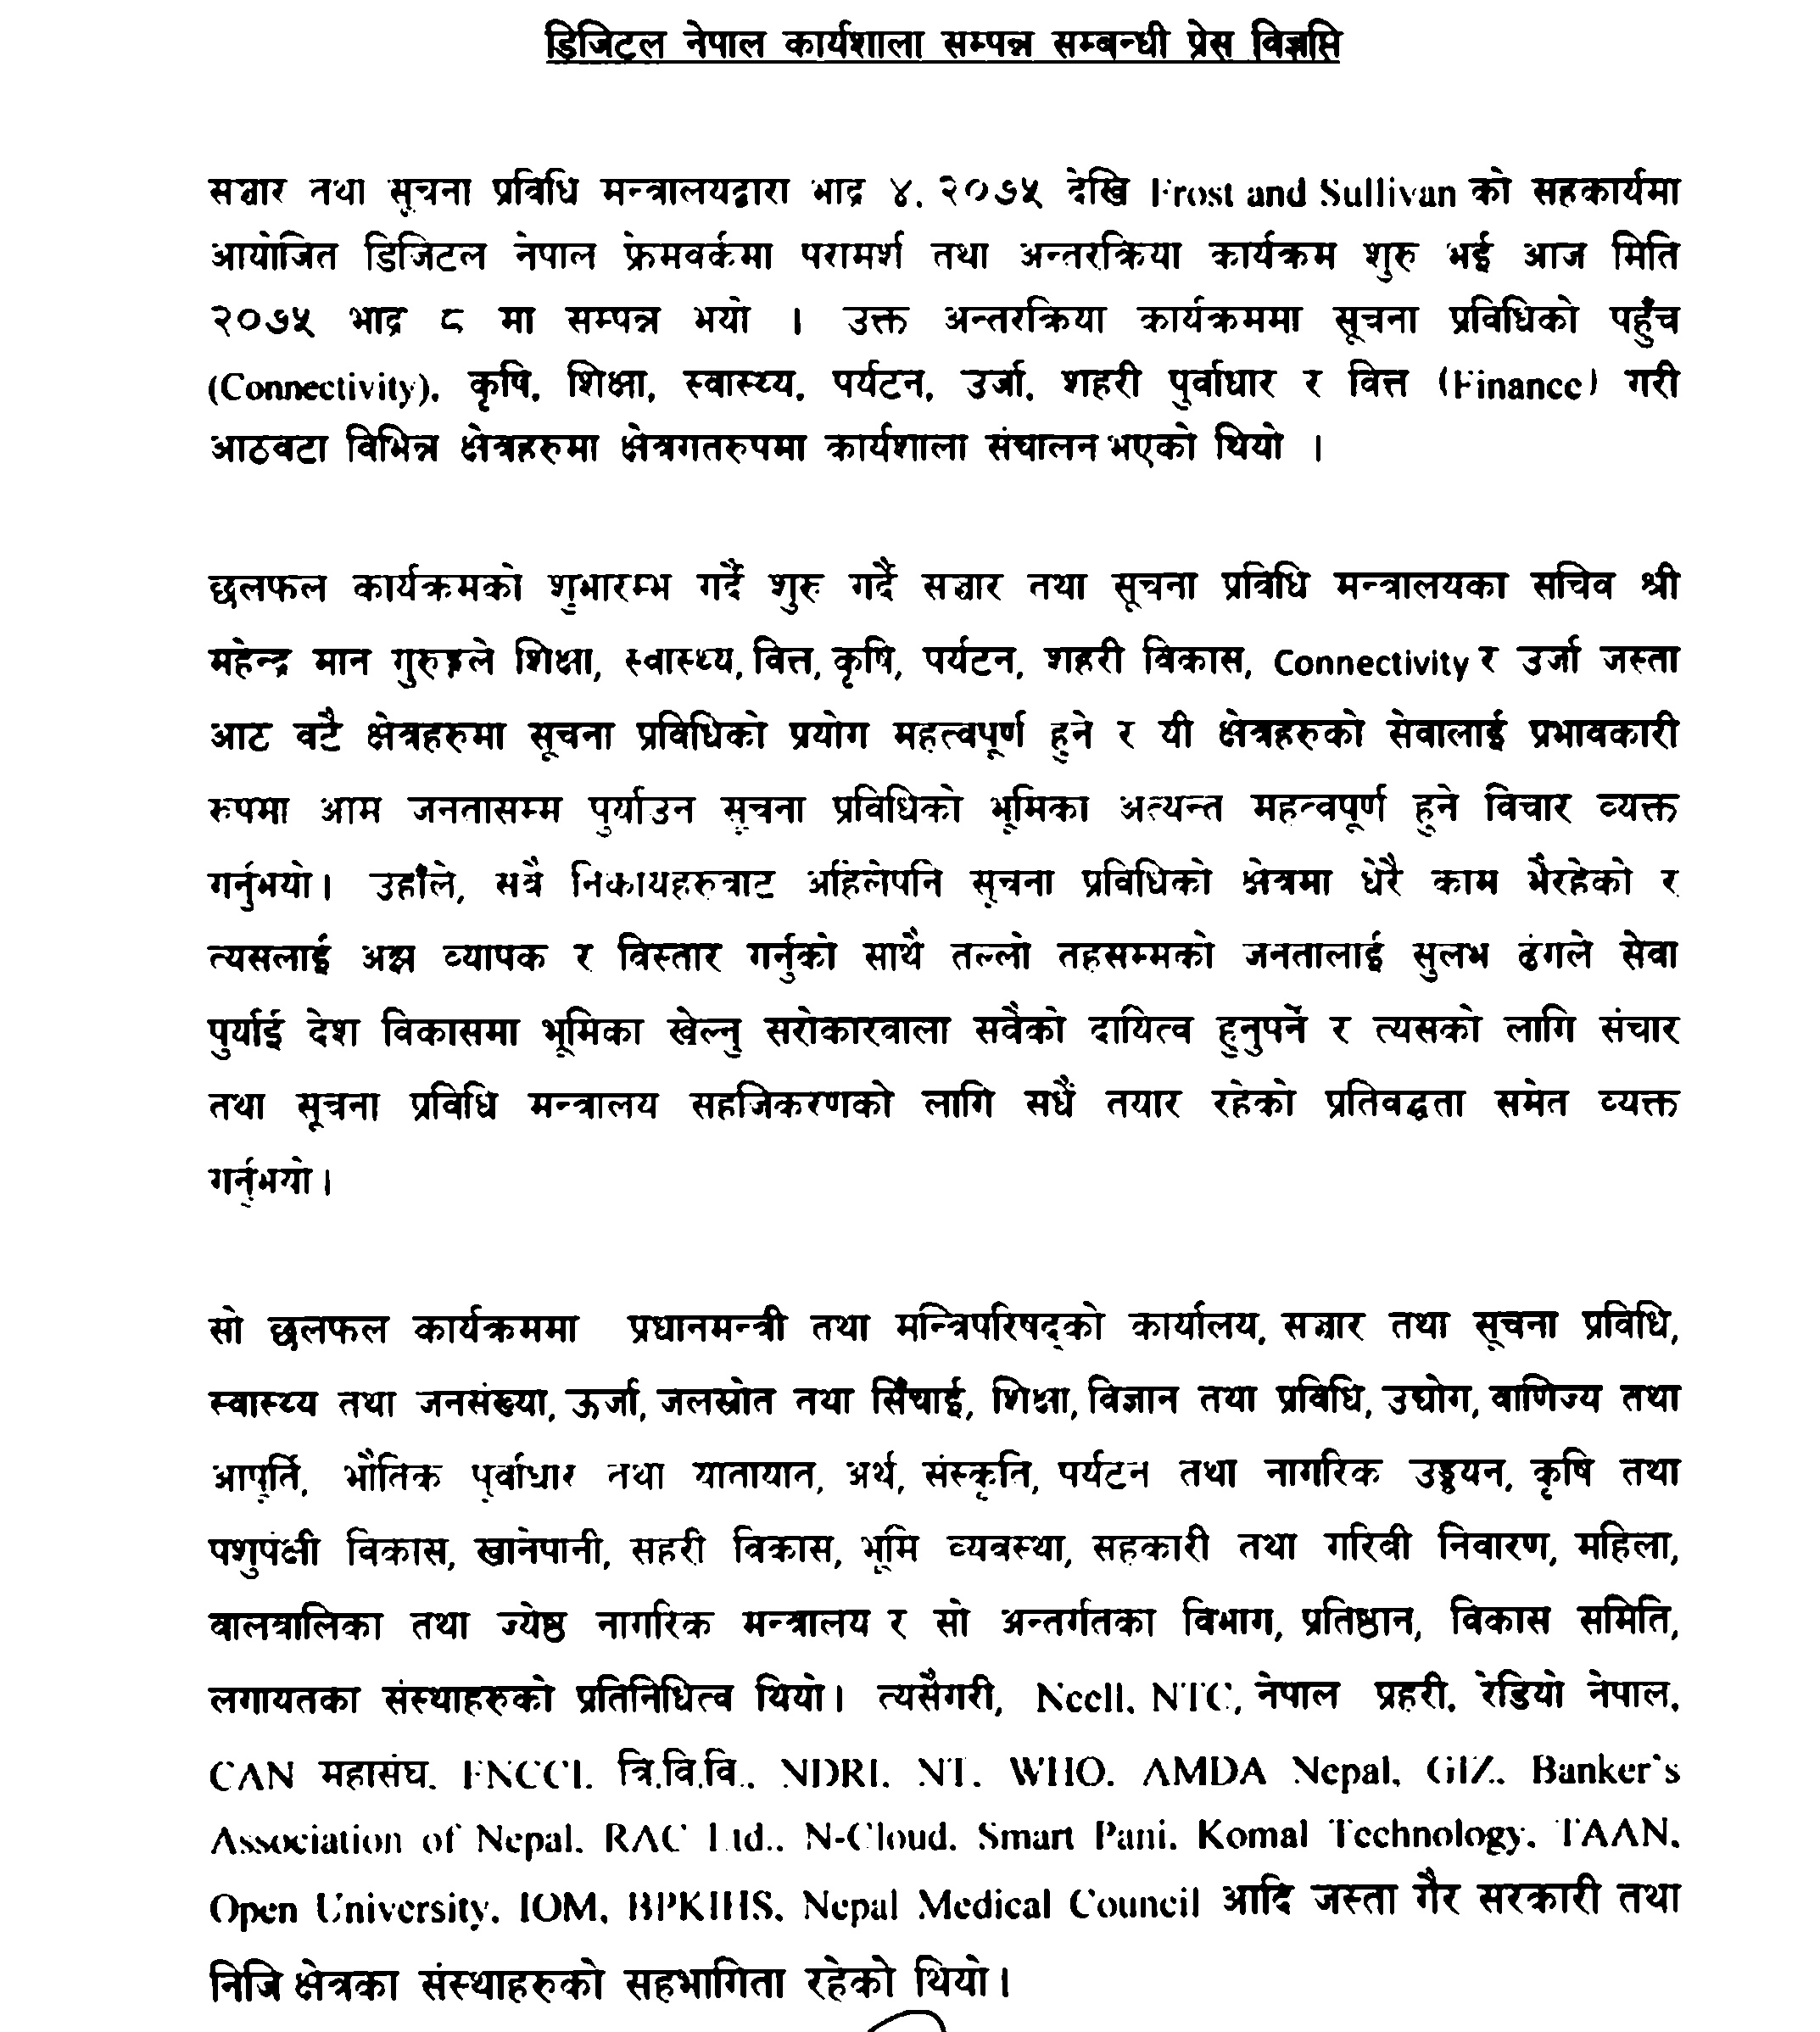 डिजिटल नेपाल कार्यशाला सम्पन्न सम्बन्धी प्रेस विज्ञप्ति
सञ्चार तथा सूचना प्रविधि मन्त्रालयद्वारा भाद्र ४, २०७५ देखि Frost and Sullivan को सहकार्यमा
आयोजित डिजिटल नेपाल फ्रेमवर्कमा परामर्श तथा अन्तरक्रिया कार्यक्रम शुरु भई आज मिति
२०७५ भाद्र ८ मा सम्पन्न भयो । उक्त अन्तरक्रिया कार्यक्रममा सूचना प्रविधिको पहुँच
(Connectivity), कृषि, शिक्षा, स्वास्थ्य, पर्यटन, उर्जा, शहरी पुर्वाधार र वित्त (Finance) गरी
आठवटा विभिन्न क्षेत्रहरुमा क्षेत्रगतरुपमा कार्यशाला संचालन भएको थियो ।
छलफल कार्यक्रमको शुभारम्भ गर्दै शुरु गर्दै सञ्चार तथा सूचना प्रविधि मन्त्रालयका सचिव श्री
महेन्द्र मान गुरुङले शिक्षा, स्वास्थ्य, वित्त, कृषि, पर्यटन, शहरी विकास, Connectivity र उर्जा जस्ता
आट वटै क्षेत्रहरुमा सूचना प्रविधिको प्रयोग महत्वपूर्ण हुने र यी क्षेत्रहरुको सेवालाई प्रभावकारी
रुपमा आम जनतासम्म पुर्याउन सूचना प्रविधिको भूमिका अत्यन्त महत्वपूर्ण हुने विचार व्यक्त
गर्नुभयो। उहाँले, सबै निकायहरुबाट अहिलेपनि सूचना प्रविधिको क्षेत्रमा धेरै काम भैरहेको र
त्यसलाई अझ व्यापक र विस्तार गर्नुको साथै तल्लो तहसम्मको जनतालाई सुलभ ढंगले सेवा
पुर्याई देश विकासमा भूमिका खेल्नु सरोकारवाला सवैको दायित्व हुनुपर्ने र त्यसको लागि संचार
तथा सूचना प्रविधि मन्त्रालय सहजिकरणको लागि सधैं तयार रहेको प्रतिवद्धता समेत व्यक्त
गर्नुभयो।
सो छलफल कार्यक्रममा प्रधानमन्त्री तथा मन्त्रिपरिषद्को कार्यालय, सञ्चार तथा सूचना प्रविधि,
स्वास्थ्य तथा जनसंख्या, ऊर्जा, जलस्रोत तथा सिँचाई, शिक्षा, विज्ञान तथा प्रविधि, उद्योग, वाणिज्य तथा
आपूर्ति, भौतिक पूर्वाधार तथा यातायात, अर्थ, संस्कृति, पर्यटन तथा नागरिक उड्डयन, कृषि तथा
पशुपंक्षी विकास, खानेपानी, सहरी विकास, भूमि व्यवस्था, सहकारी तथा गरिवी निवारण, महिला,
वालवालिका तथा ज्येष्ठ नागरिक मन्त्रालय र सो अन्तर्गतका विभाग, प्रतिष्ठान, विकास समिति,
लगायतका संस्थाहरुको प्रतिनिधित्व थियो। त्यसैगरी, Ncell, NTC, नेपाल प्रहरी, रेडियो नेपाल,
CAN महासंघ, FNCCI, त्रि.वि.वि., NDRI, NT, WHO, AMDA Nepal, GIZ, Banker's
Association of Nepal, RAC Ltd., N-Cloud, Smart Pani, Komal Technology, TAAN,
Open University, IOM, BPKIHS, Nepal Medical Council आदि जस्ता गैर सरकारी तथा
निजि क्षेत्रका संस्थाहरुको सहभागिता रहेको थियो।